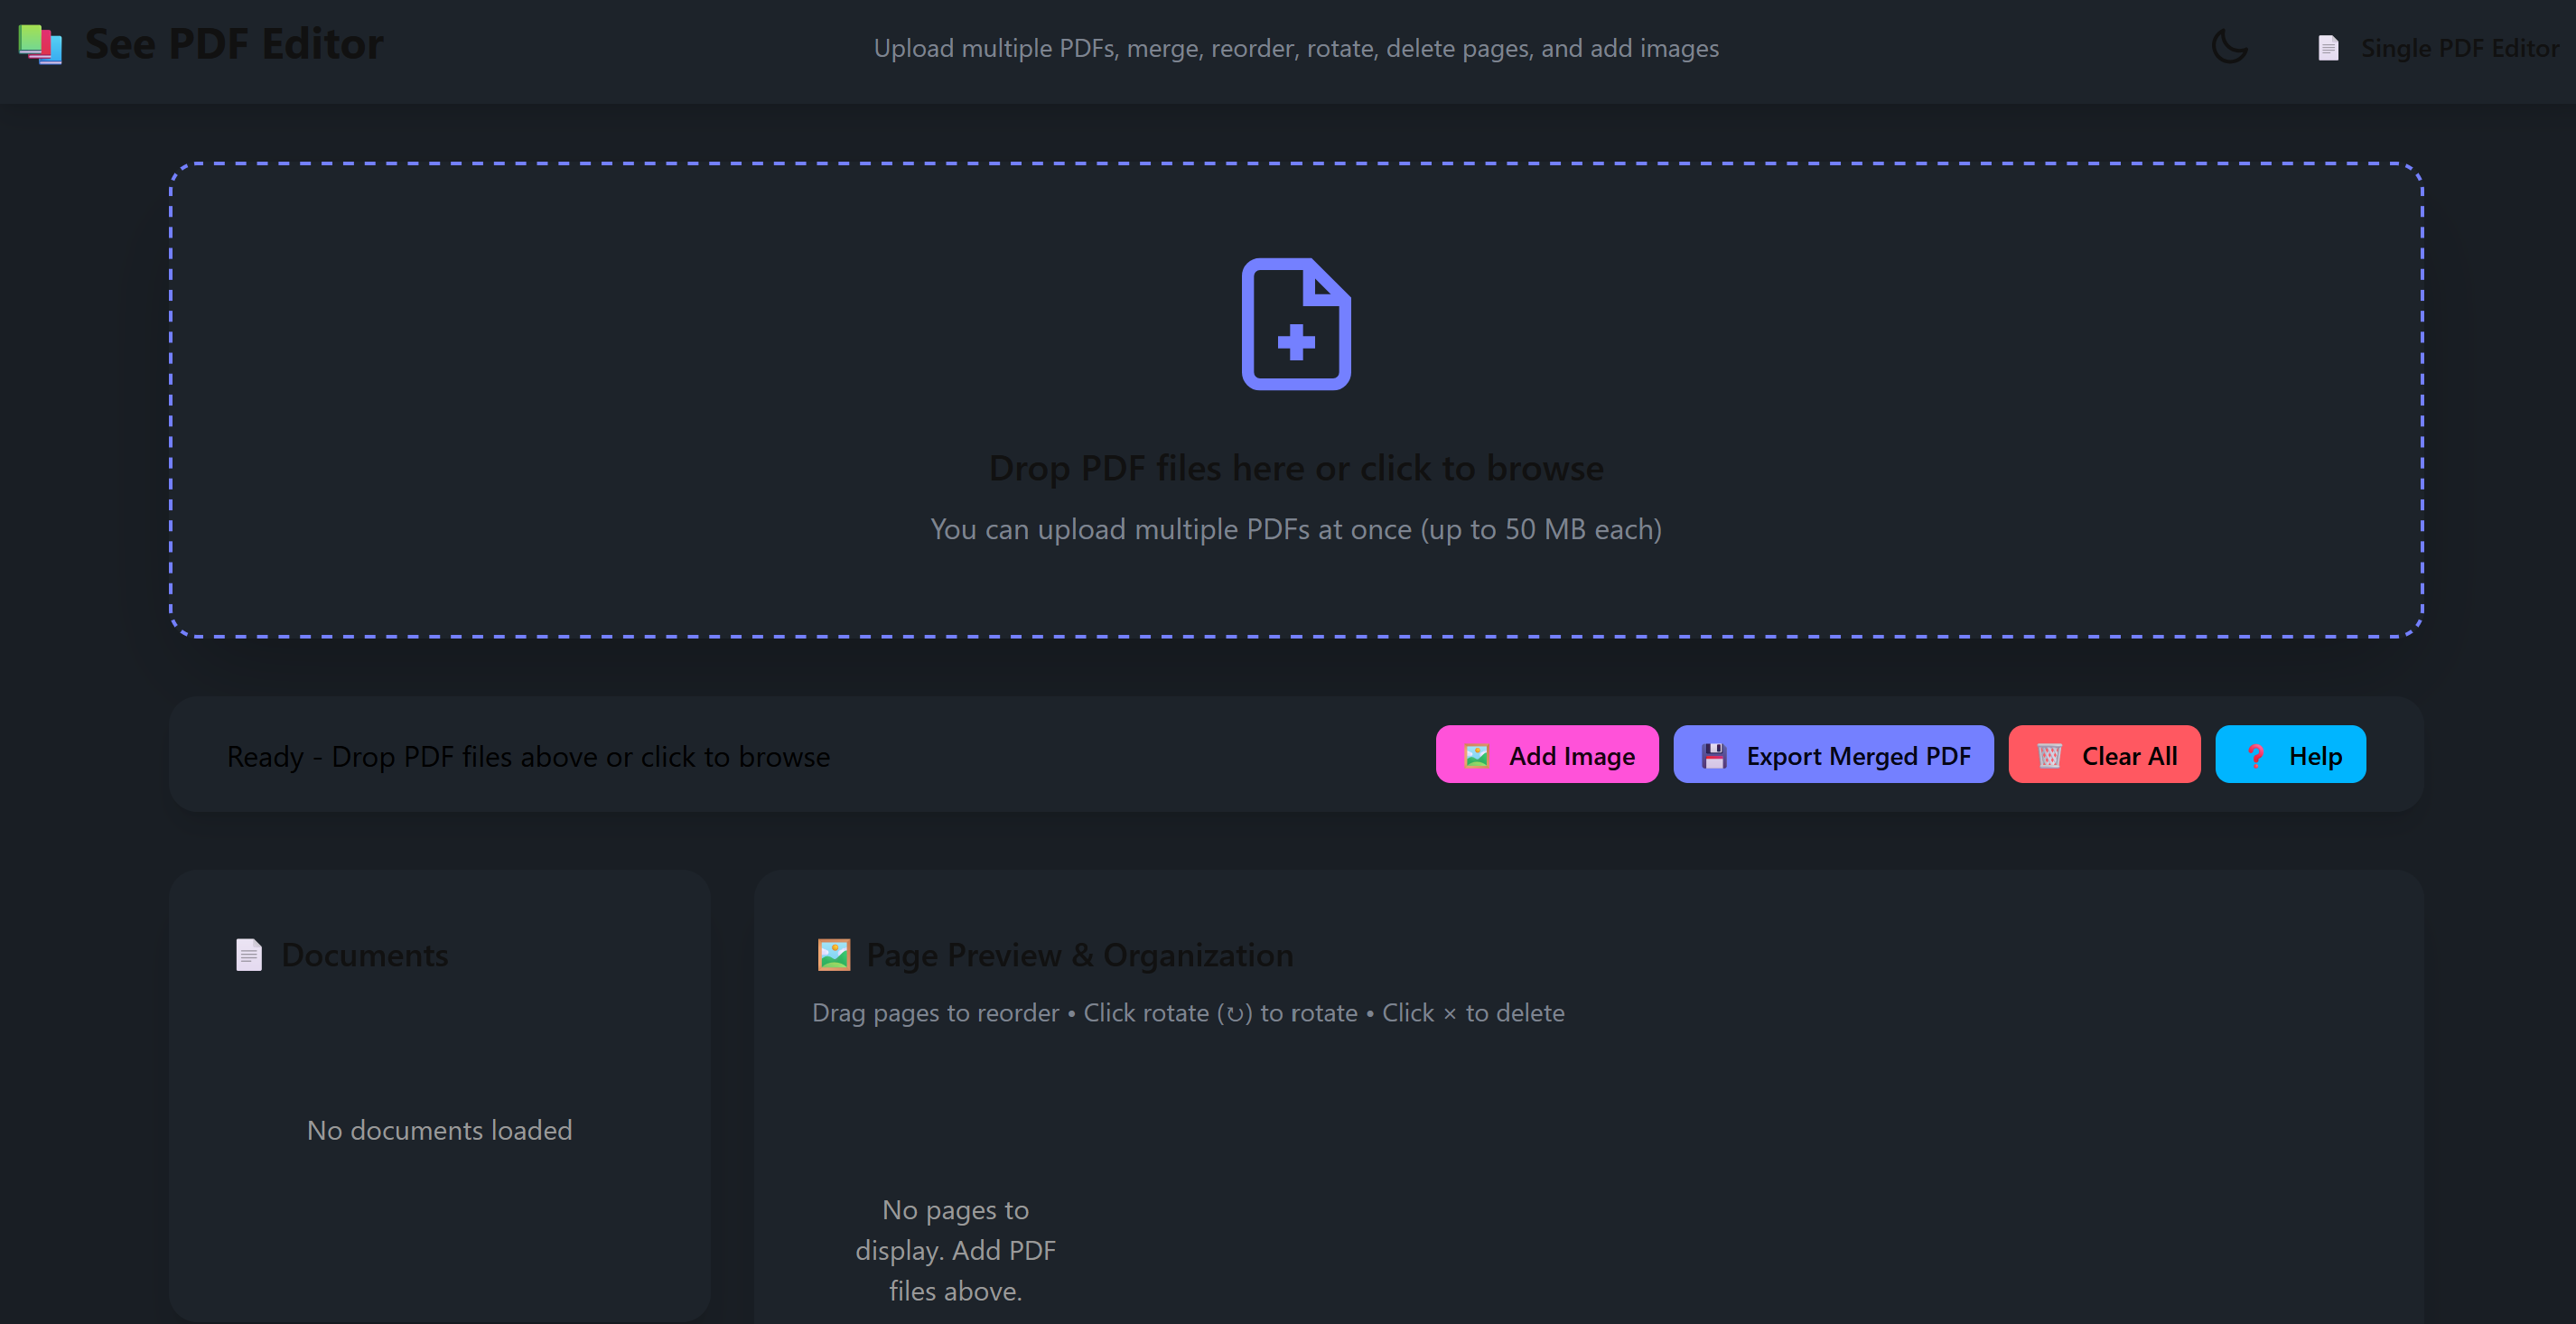 See PDF Editor
Upload multiple PDFs, merge, reorder, rotate, delete pages, and add images
Single PDF Editor
Drop PDF files here or click to browse
You can upload multiple PDFs at once (up to 50 MB each)
Ready - Drop PDF files above or click to browse
Add Image
Export Merged PDF
Clear All
Help
Documents
No documents loaded
Page Preview & Organization
Drag pages to reorder • Click rotate (↻) to rotate • Click × to delete
No pages to
display. Add PDF
files above.